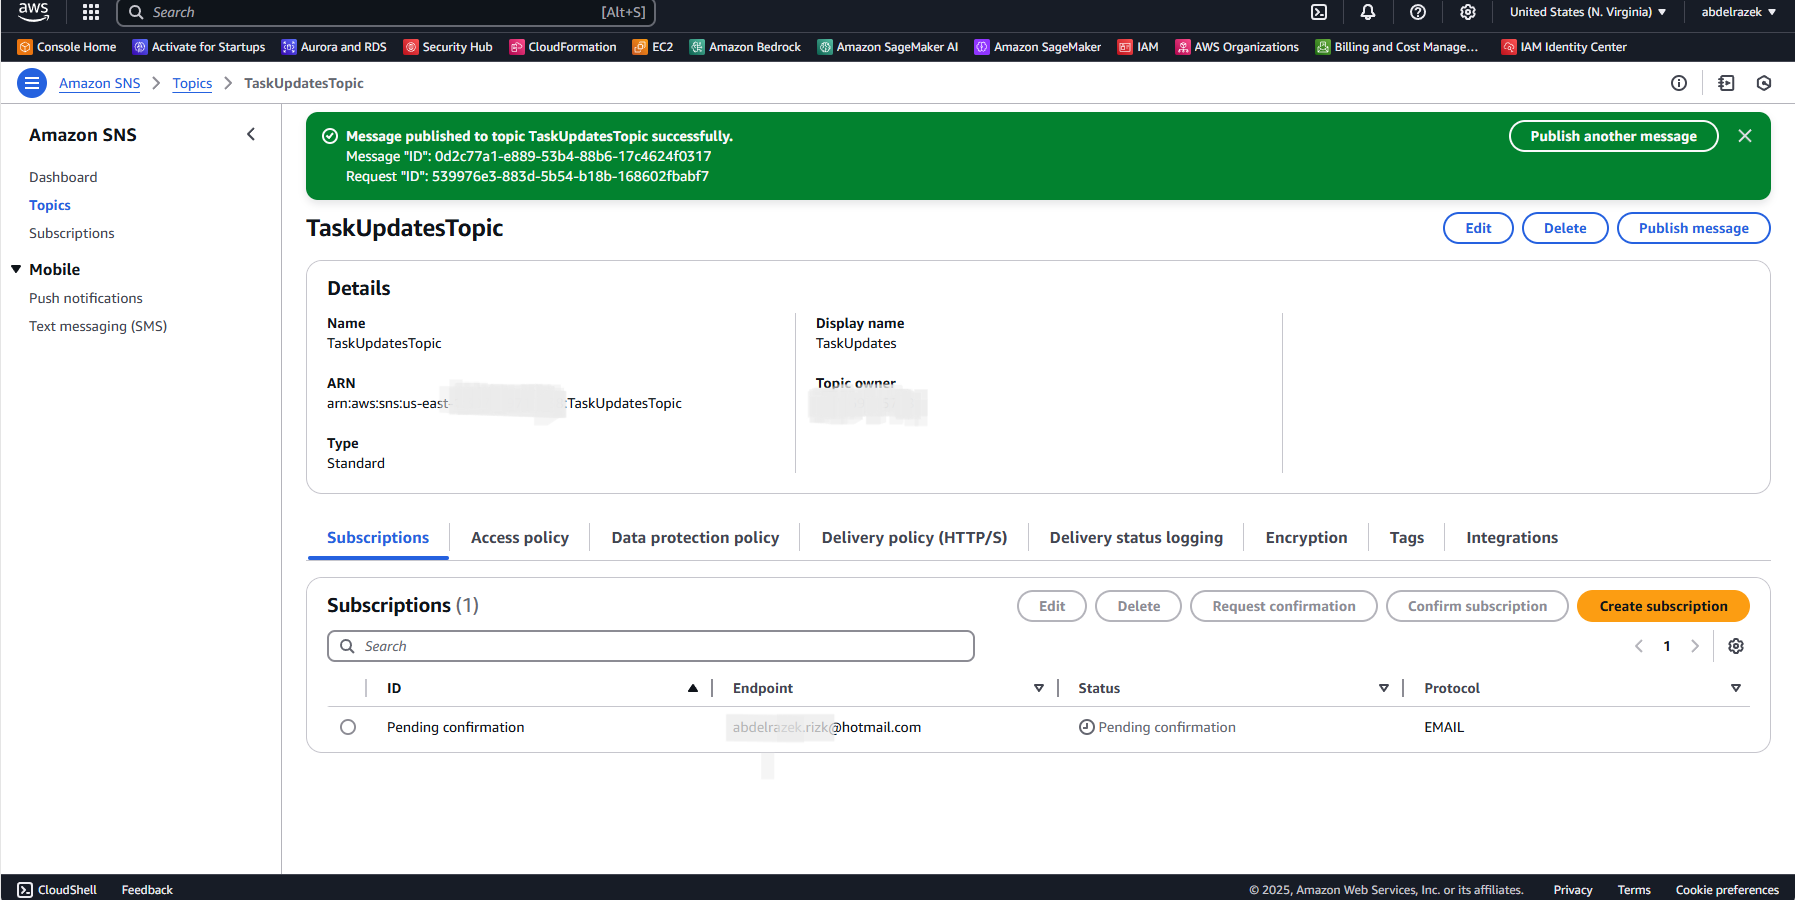 aws
Search [Alt+S]
United States (N. Virginia)
abdelrazek
Console Home Activate for Startups Aurora and RDS Security Hub CloudFormation EC2 Amazon Bedrock Amazon SageMaker AI Amazon SageMaker IAM AWS Organizations Billing and Cost Manage... IAM Identity Center
Amazon SNS Topics TaskUpdatesTopic
Amazon SNS
Dashboard
Topics
Subscriptions
Mobile
Push notifications
Text messaging (SMS)
Message published to topic TaskUpdatesTopic successfully.
Message "ID": 0d2c77a1-e889-53b4-88b6-17c4624f0317
Request "ID": 539976e3-883d-5b54-b18b-168602fbabf7
Publish another message
TaskUpdatesTopic
Edit Delete Publish message
Details
Name
TaskUpdatesTopic
ARN
arn:aws:sns:us-east- :TaskUpdatesTopic
Type
Standard
Display name
TaskUpdates
Topic owner
Subscriptions Access policy Data protection policy Delivery policy (HTTP/S) Delivery status logging Encryption Tags Integrations
Subscriptions (1)
Edit Delete Request confirmation Confirm subscription Create subscription
Search
1
ID Endpoint Status Protocol
Pending confirmation abdelrazek.rizk@hotmail.com Pending confirmation EMAIL
CloudShell Feedback
© 2025, Amazon Web Services, Inc. or its affiliates. Privacy Terms Cookie preferences